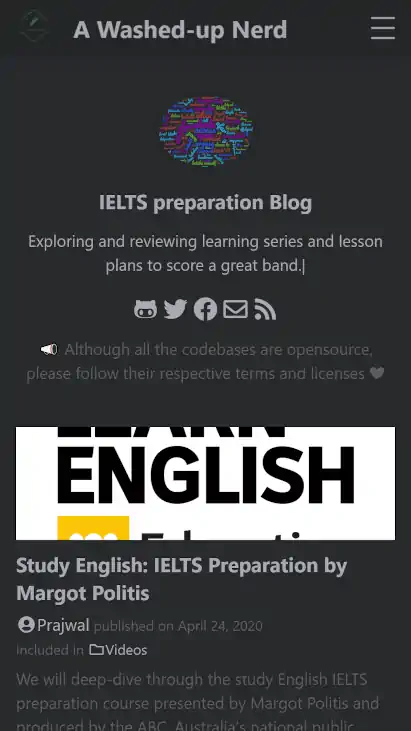 A Washed-up Nerd
IELTS preparation Blog
Exploring and reviewing learning series and lesson
plans to score a great band.|
📢 Although all the codebases are opensource,
please follow their respective terms and licenses 🖤
LEARN
ENGLISH
Study English: IELTS Preparation by
Margot Politis
Prajwal published on April 24, 2020
included in Videos
We will deep-dive through the study English IELTS
preparation course presented by Margot Politis and
produced by the ABC, Australia's national public